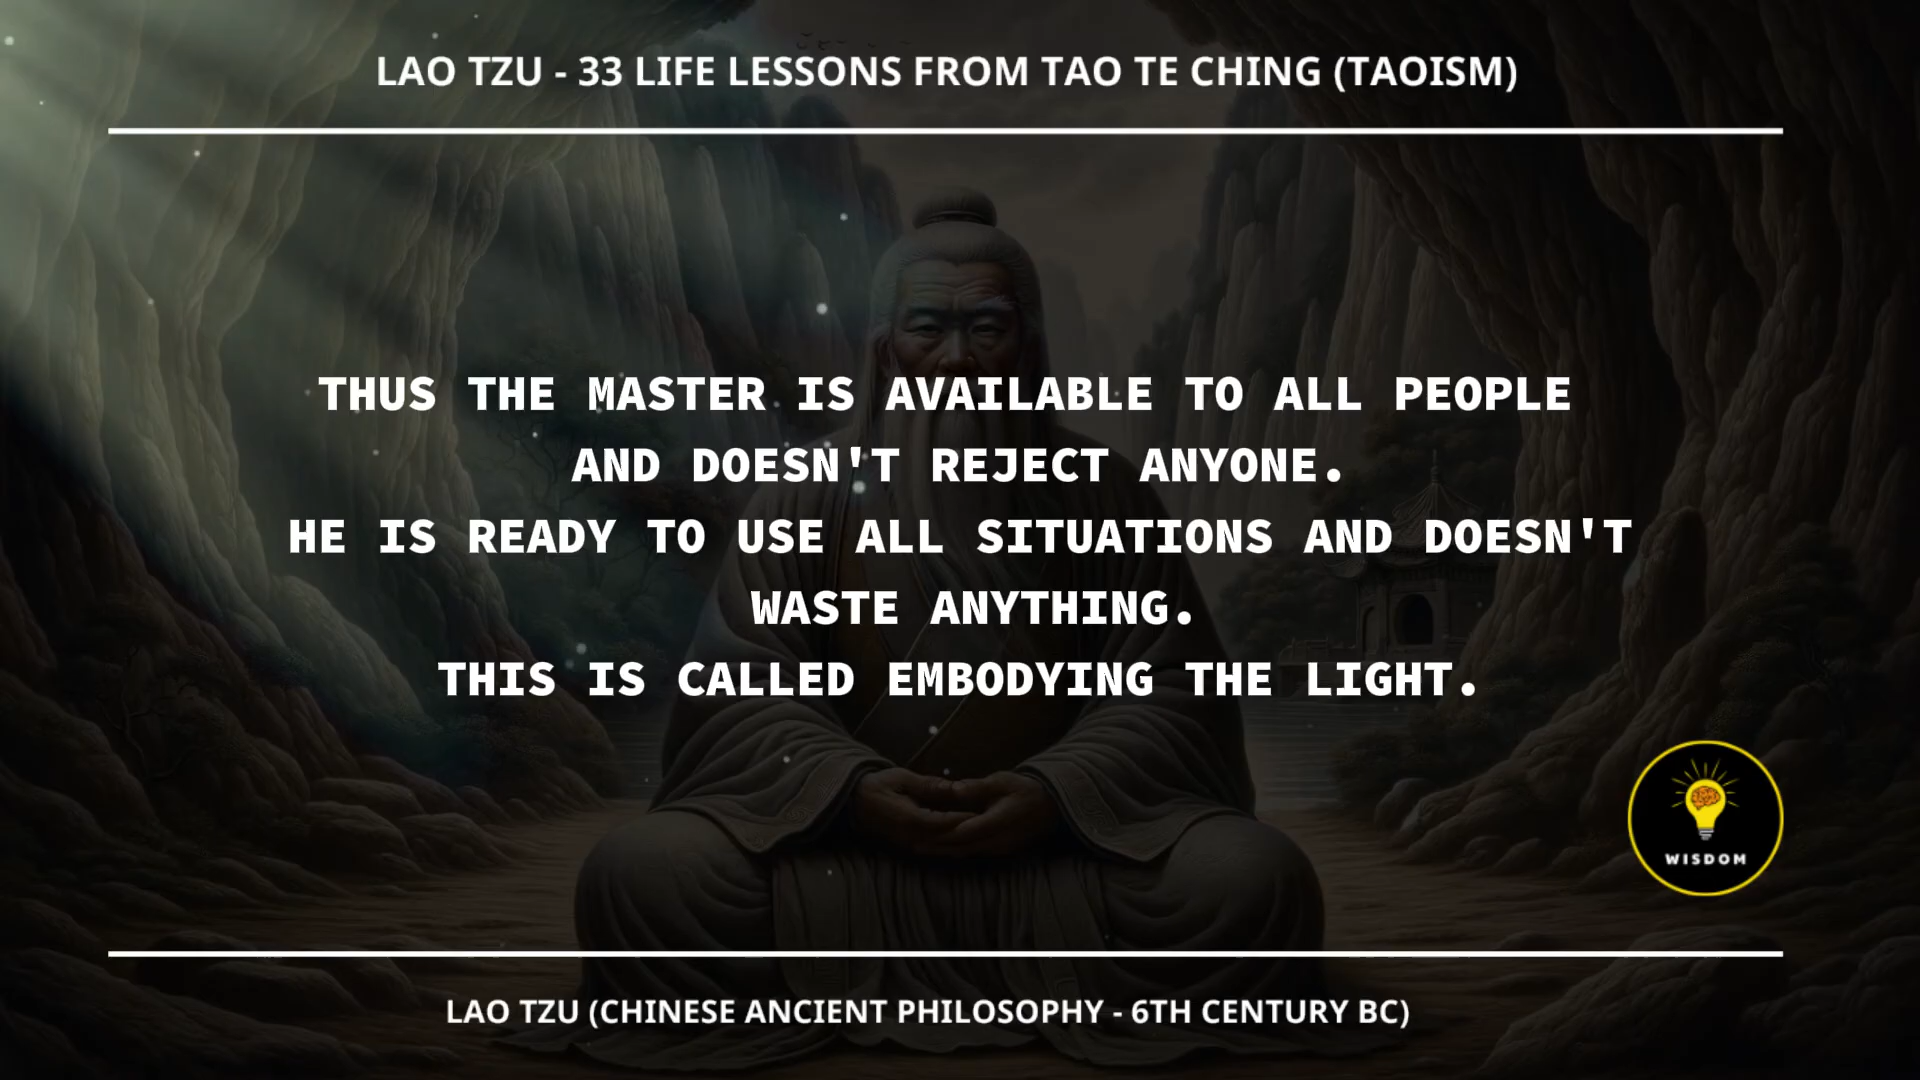 LAO TZU - 33 LIFE LESSONS FROM TAO TE CHING (TAOISM)
THUS THE MASTER IS AVAILABLE TO ALL PEOPLE
AND DOESN'T REJECT ANYONE.
HE IS READY TO USE ALL SITUATIONS AND DOESN'T
WASTE ANYTHING.
THIS IS CALLED EMBODYING THE LIGHT.
WISDOM
LAO TZU (CHINESE ANCIENT PHILOSOPHY - 6TH CENTURY BC)